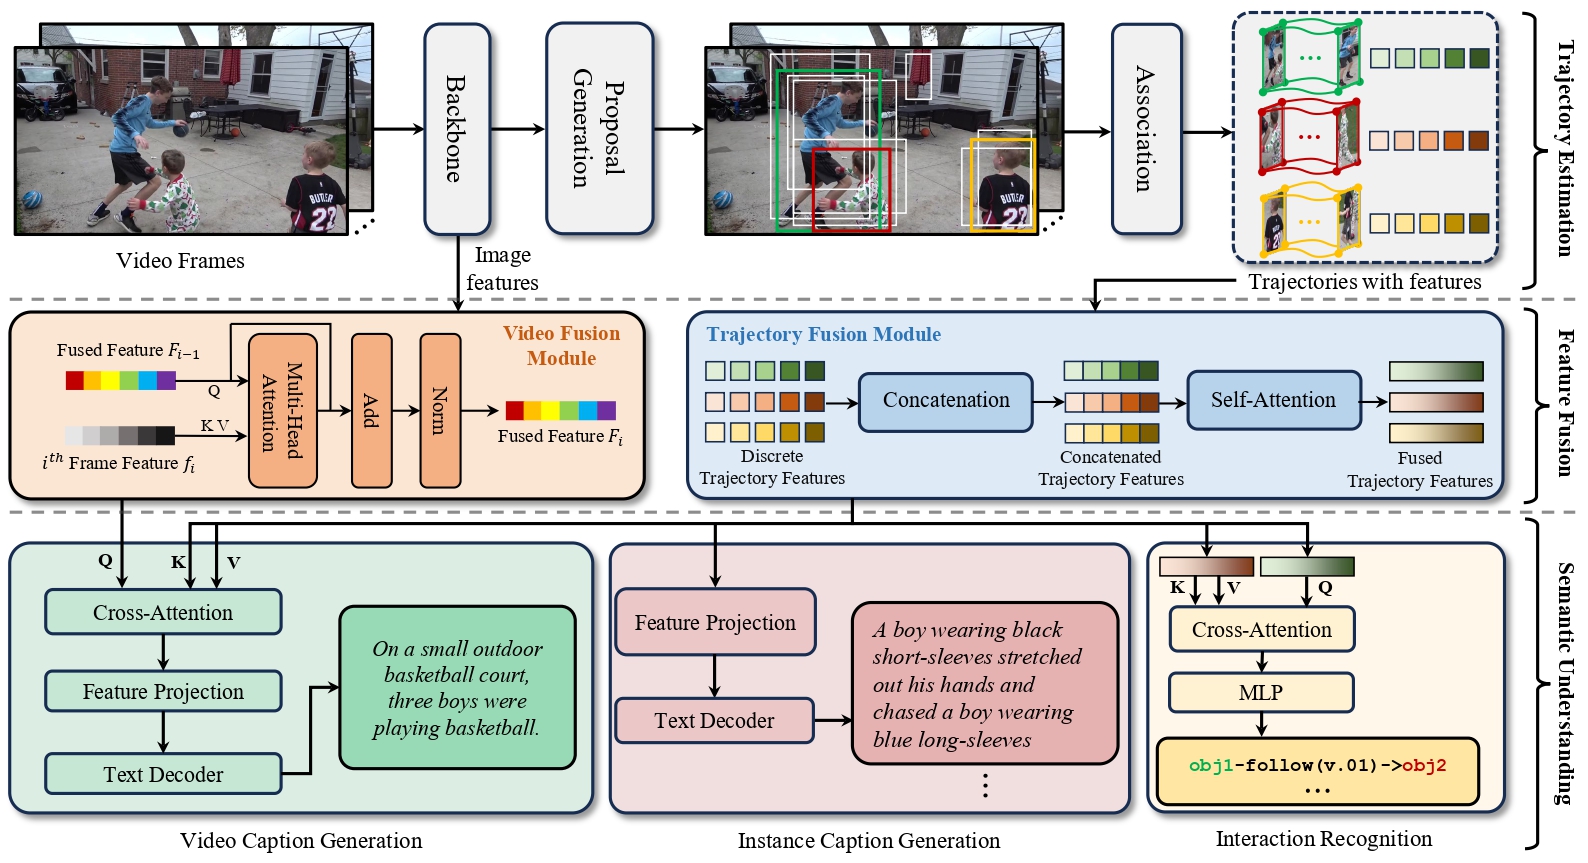 Backbone
Proposal
Generation
Association
Trajectory Estimation
BUTLER
22
Video Frames
Image
features
Trajectories with features
Video Fusion
Module
Fused Feature F_{i-1}
Q
K V
i^{th} Frame Feature f_i
Multi-Head
Attention
Add
Norm
Fused Feature F_i
Trajectory Fusion Module
Concatenation
Self-Attention
Discrete
Trajectory Features
Concatenated
Trajectory Features
Fused
Trajectory Features
Feature Fusion
Q
K
V
Cross-Attention
Feature Projection
Text Decoder
On a small outdoor
basketball court,
three boys were
playing basketball.
Video Caption Generation
Feature Projection
Text Decoder
A boy wearing black
short-sleeves stretched
out his hands and
chased a boy wearing
blue long-sleeves
Instance Caption Generation
K
V
Q
Cross-Attention
MLP
obj1-follow(v.01)->obj2
...
Interaction Recognition
Semantic Understanding